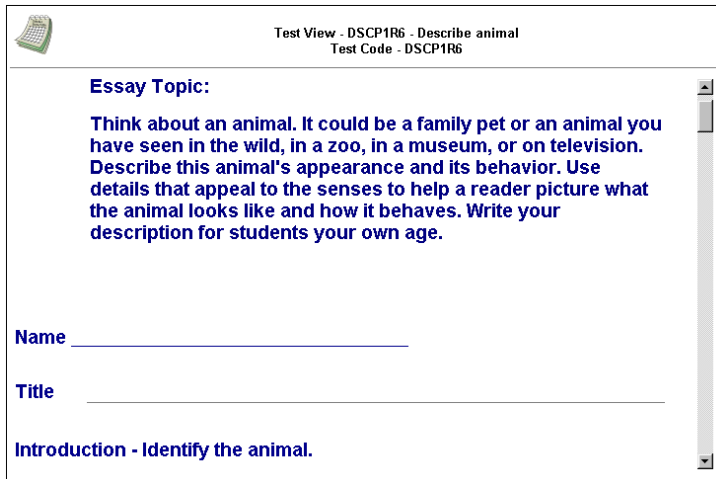 Test View - DSCP1R6 - Describe animal
Test Code - DSCP1R6
Essay Topic:
Think about an animal. It could be a family pet or an animal you
have seen in the wild, in a zoo, in a museum, or on television.
Describe this animal's appearance and its behavior. Use
details that appeal to the senses to help a reader picture what
the animal looks like and how it behaves. Write your
description for students your own age.
Name
Title
Introduction - Identify the animal.